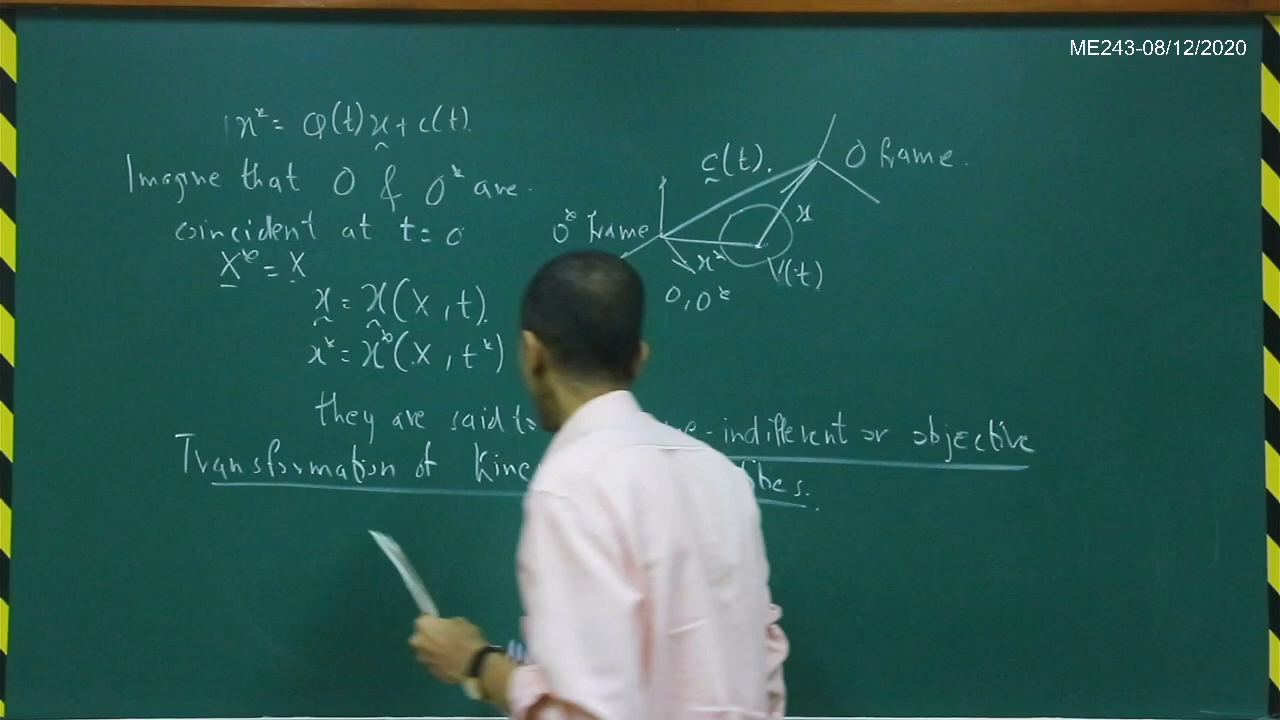 ME243-08/12/2020
x* = Q(t)x + c(t).
Imagine that O & O* are
coincident at t=0
X* = X
x = x(X, t)
x* = x*(X, t*)
c(t).
O frame.
O* frame
x
x*
V(t)
O, O*
they are said to -indifferent or objective
Transformation of Kine